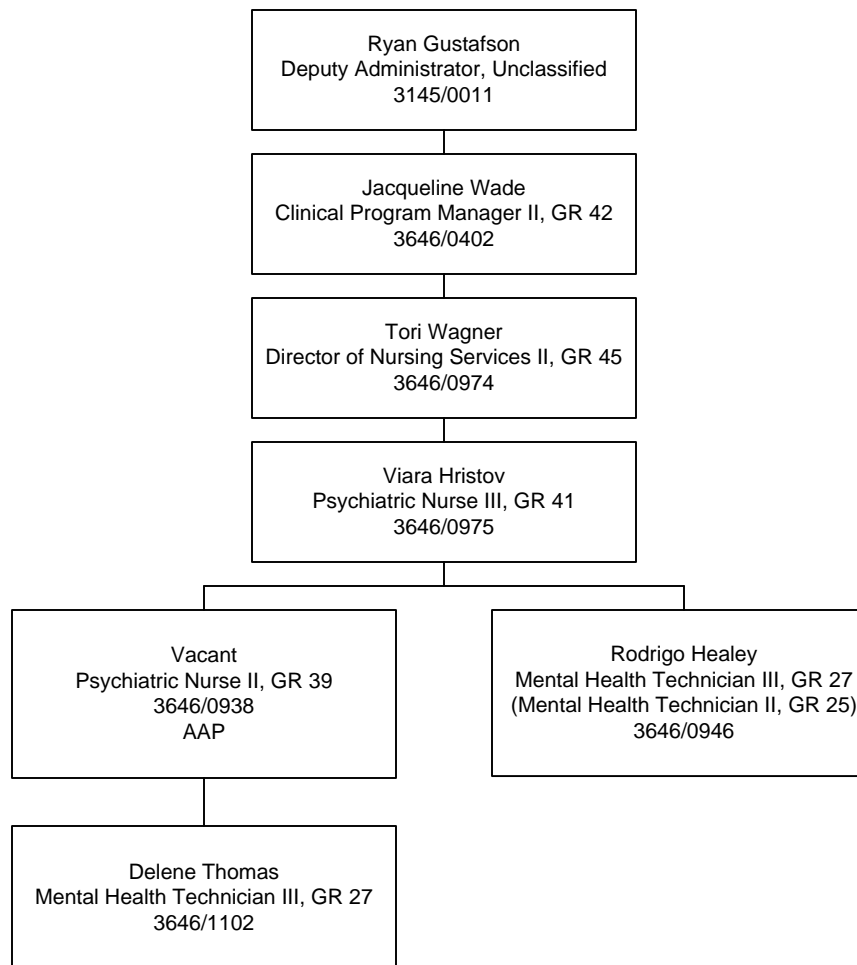 Ryan Gustafson
Deputy Administrator, Unclassified
3145/0011
Jacqueline Wade
Clinical Program Manager II, GR 42
3646/0402
Tori Wagner
Director of Nursing Services II, GR 45
3646/0974
Viara Hristov
Psychiatric Nurse III, GR 41
3646/0975
Vacant
Psychiatric Nurse II, GR 39
3646/0938
AAP
Rodrigo Healey
Mental Health Technician III, GR 27
(Mental Health Technician II, GR 25)
3646/0946
Delene Thomas
Mental Health Technician III, GR 27
3646/1102